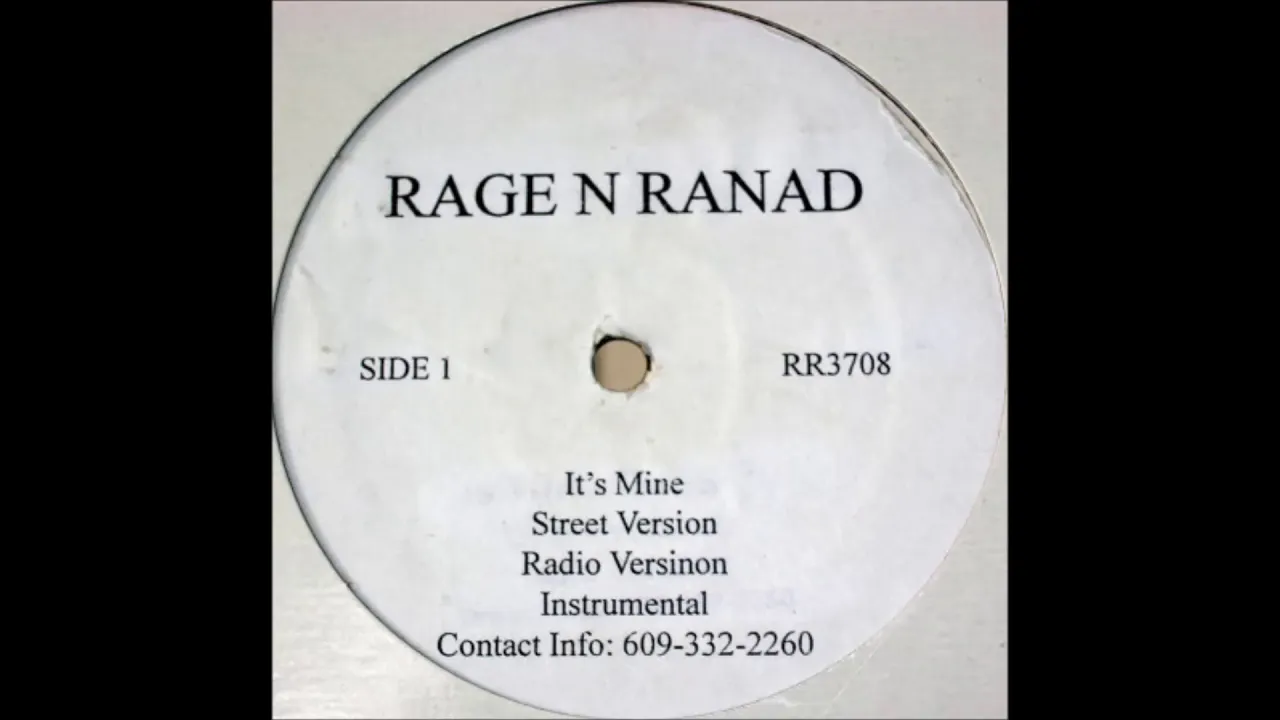 RAGE N RANAD
SIDE 1
RR3708
It's Mine
Street Version
Radio Versinon
Instrumental
Contact Info: 609-332-2260